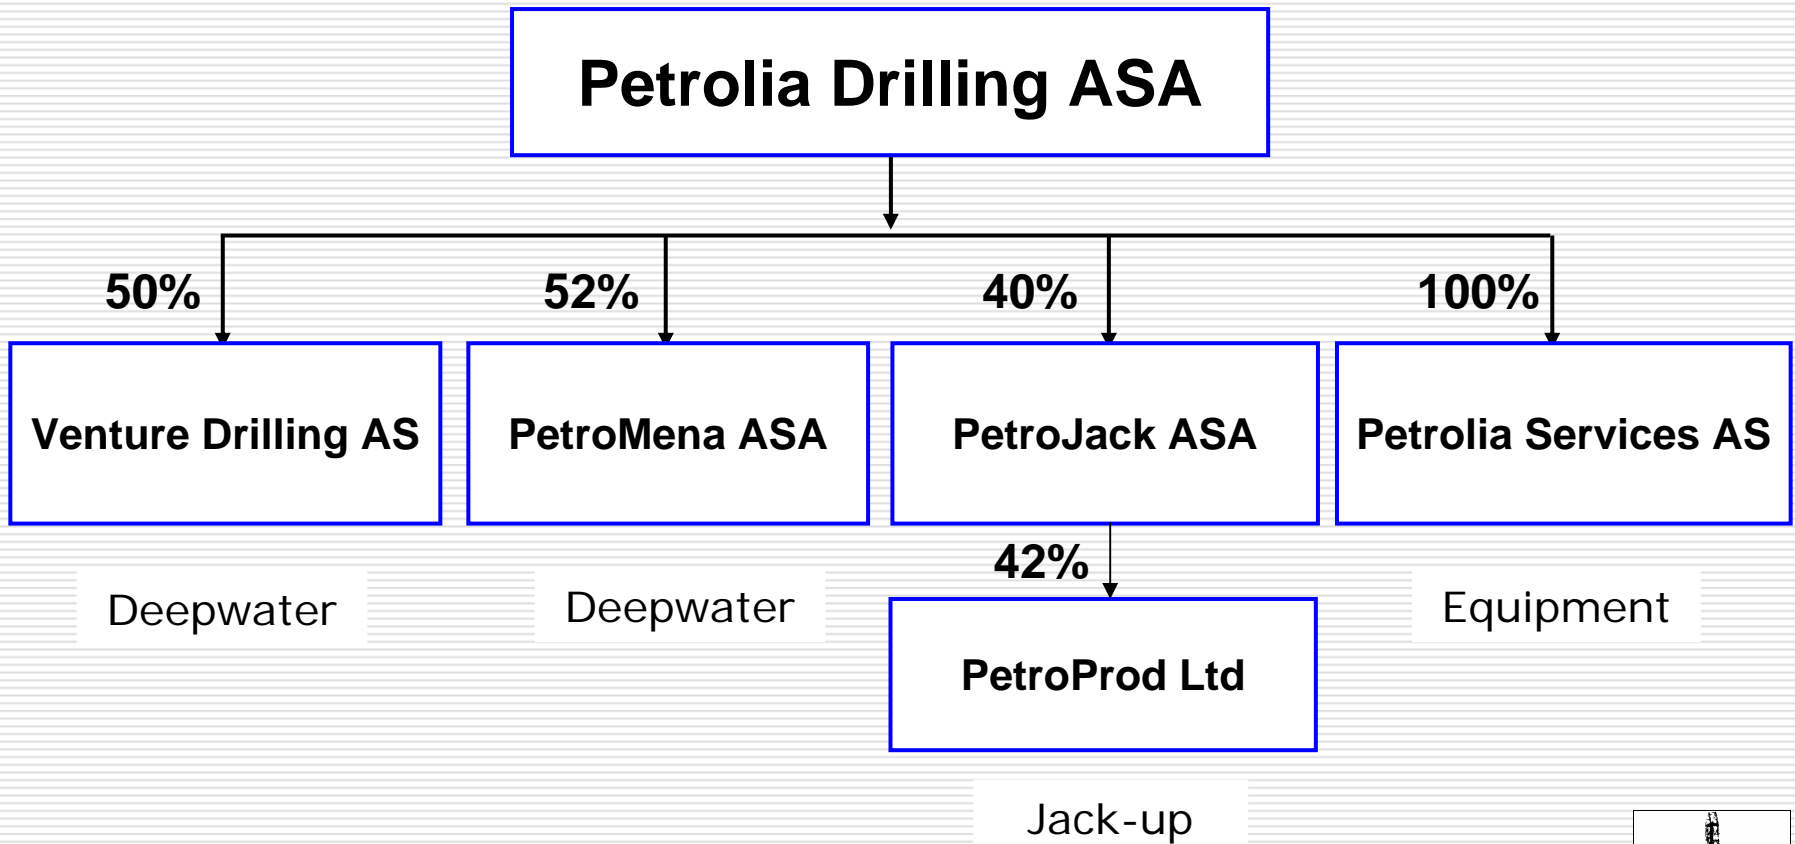 Petrolia Drilling ASA
50%
52%
40%
100%
Venture Drilling AS
PetroMena ASA
PetroJack ASA
Petrolia Services AS
42%
Deepwater
Deepwater
Equipment
PetroProd Ltd
Jack-up